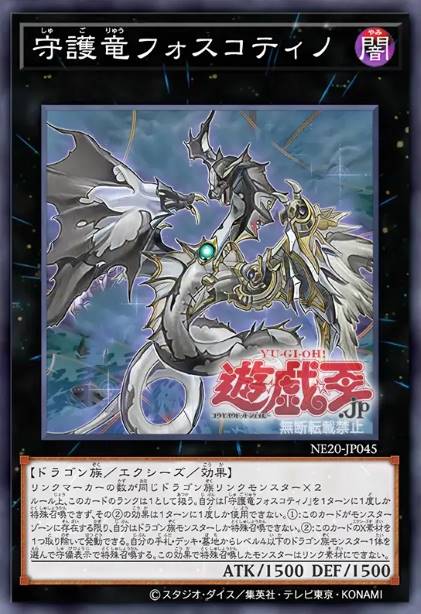 守護竜フォスコティノ
闇
YU-GI-OH!
遊戯王.jp
無断転載禁止
NE20-JP045
【ドラゴン族／エクシーズ／効果】
リンクマーカーの数が同じドラゴン族リンクモンスター×2
ルール上、このカードのランクは1として扱う。自分は「守護竜フォスコティノ」を1ターンに1度しか
特殊召喚できず、その②の効果は1ターンに1度しか使用できない。①：このカードがモンスター
ゾーンに存在する限り、自分はドラゴン族モンスターしか特殊召喚できない。②：このカードのX素材を
1つ取り除いて発動できる。自分の手札・デッキ・墓地からレベル4以下のドラゴン族モンスター1体を
選んで守備表示で特殊召喚する。この効果で特殊召喚したモンスターはリンク素材にできない。
ATK/1500 DEF/1500
©スタジオ・ダイス／集英社・テレビ東京・KONAMI